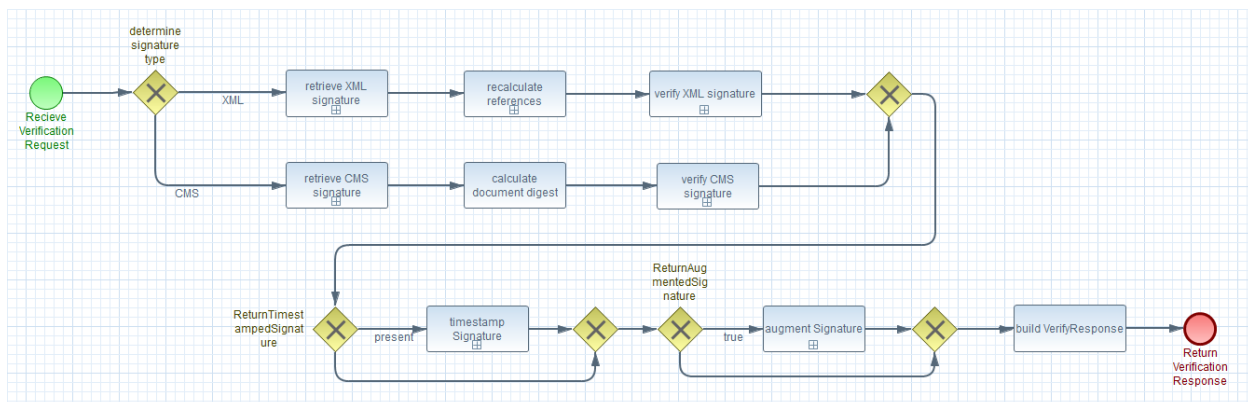 determine
signature
type
retrieve XML
signature
recalculate
references
verify XML signature
XML
Recieve
Verification
Request
retrieve CMS
signature
calculate
document digest
verify CMS
signature
CMS
ReturnAug
mentedSig
nature
ReturnTimest
ampedSignat
ure
present
timestamp
Signature
true
augment Signature
build VerifyResponse
Return
Verification
Response